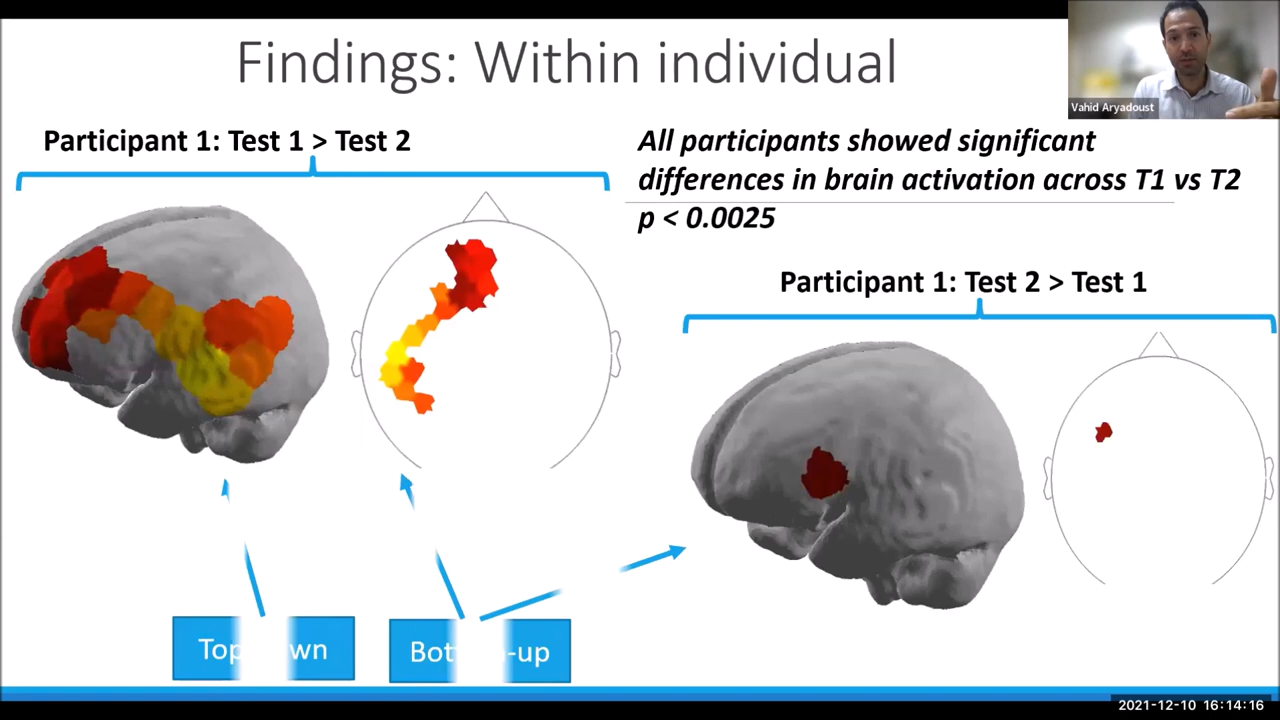 Findings: Within individual
Vahid Aryadoust
Participant 1: Test 1 > Test 2
All participants showed significant
differences in brain activation across T1 vs T2
p < 0.0025
Participant 1: Test 2 > Test 1
Top wn
Bot -up
2021-12-10 16:14:16